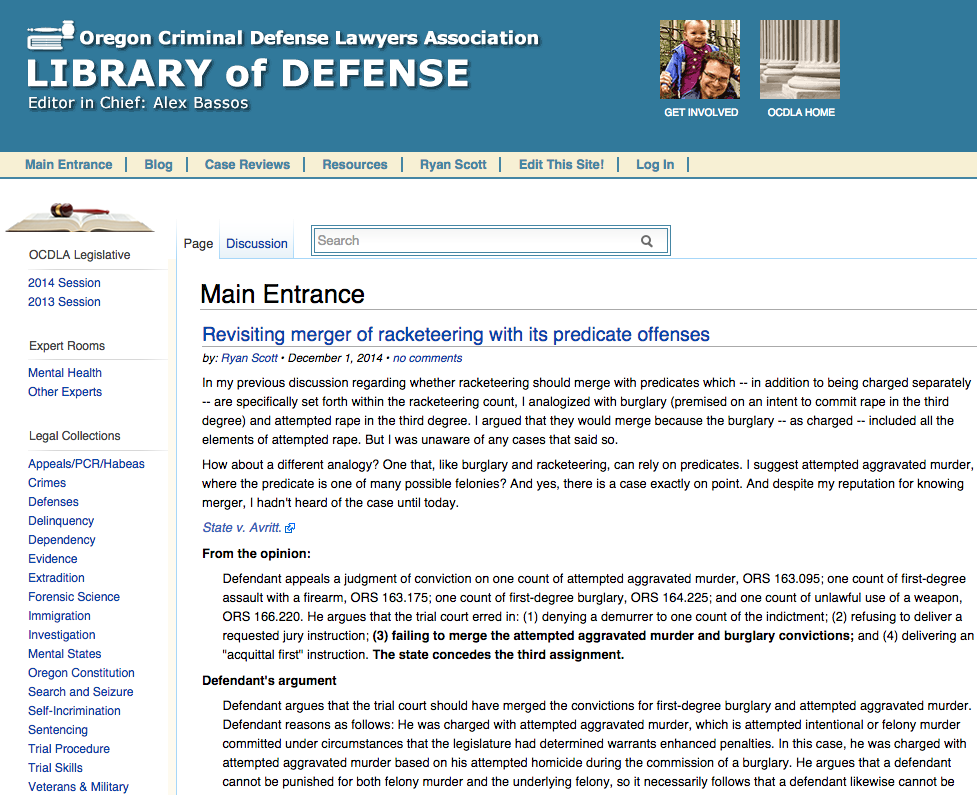 Oregon Criminal Defense Lawyers Association
LIBRARY of DEFENSE
Editor in Chief: Alex Bassos
GET INVOLVED
OCDLA HOME
Main Entrance | Blog | Case Reviews | Resources | Ryan Scott | Edit This Site! | Log In |
OCDLA Legislative
2014 Session
2013 Session
Expert Rooms
Mental Health
Other Experts
Legal Collections
Appeals/PCR/Habeas
Crimes
Defenses
Delinquency
Dependency
Evidence
Extradition
Forensic Science
Immigration
Investigation
Mental States
Oregon Constitution
Search and Seizure
Self-Incrimination
Sentencing
Trial Procedure
Trial Skills
Veterans & Military
Page
Discussion
Search
Main Entrance
Revisiting merger of racketeering with its predicate offenses
by: Ryan Scott • December 1, 2014 • no comments
In my previous discussion regarding whether racketeering should merge with predicates which -- in addition to being charged separately
-- are specifically set forth within the racketeering count, I analogized with burglary (premised on an intent to commit rape in the third
degree) and attempted rape in the third degree. I argued that they would merge because the burglary -- as charged -- included all the
elements of attempted rape. But I was unaware of any cases that said so.
How about a different analogy? One that, like burglary and racketeering, can rely on predicates. I suggest attempted aggravated murder,
where the predicate is one of many possible felonies? And yes, there is a case exactly on point. And despite my reputation for knowing
merger, I hadn't heard of the case until today.
State v. Avritt.
From the opinion:
Defendant appeals a judgment of conviction on one count of attempted aggravated murder, ORS 163.095; one count of first-degree
assault with a firearm, ORS 163.175; one count of first-degree burglary, ORS 164.225; and one count of unlawful use of a weapon,
ORS 166.220. He argues that the trial court erred in: (1) denying a demurrer to one count of the indictment; (2) refusing to deliver a
requested jury instruction; (3) failing to merge the attempted aggravated murder and burglary convictions; and (4) delivering an
"acquittal first" instruction. The state concedes the third assignment.
Defendant's argument
Defendant argues that the trial court should have merged the convictions for first-degree burglary and attempted aggravated murder.
Defendant reasons as follows: He was charged with attempted aggravated murder, which is attempted intentional or felony murder
committed under circumstances that the legislature had determined warrants enhanced penalties. In this case, he was charged with
attempted aggravated murder based on his attempted homicide during the commission of a burglary. He argues that a defendant
cannot be punished for both felony murder and the underlying felony, so it necessarily follows that a defendant likewise cannot be